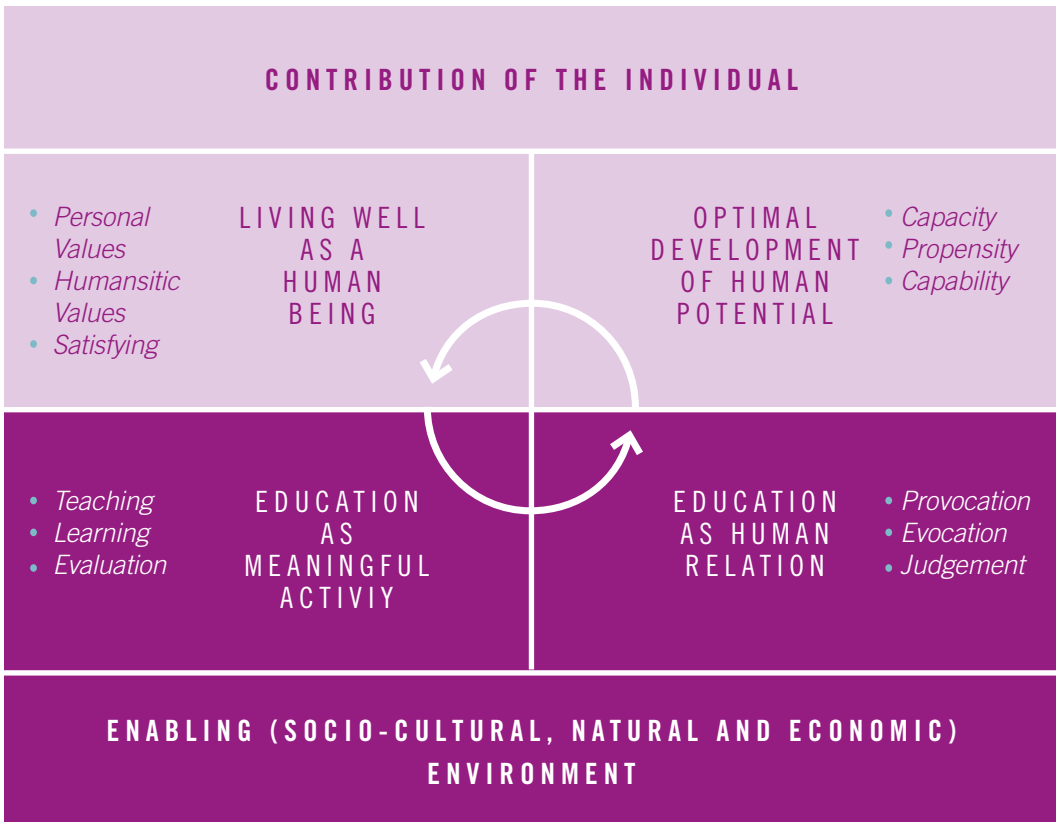 CONTRIBUTION OF THE INDIVIDUAL
• Personal
Values
• Humansitic
Values
• Satisfying
LIVING WELL
AS A
HUMAN
BEING
OPTIMAL
DEVELOPMENT
OF HUMAN
POTENTIAL
• Capacity
• Propensity
• Capability
• Teaching
• Learning
• Evaluation
EDUCATION
AS
MEANINGFUL
ACTIVIY
EDUCATION
AS HUMAN
RELATION
• Provocation
• Evocation
• Judgement
ENABLING (SOCIO-CULTURAL, NATURAL AND ECONOMIC)
ENVIRONMENT